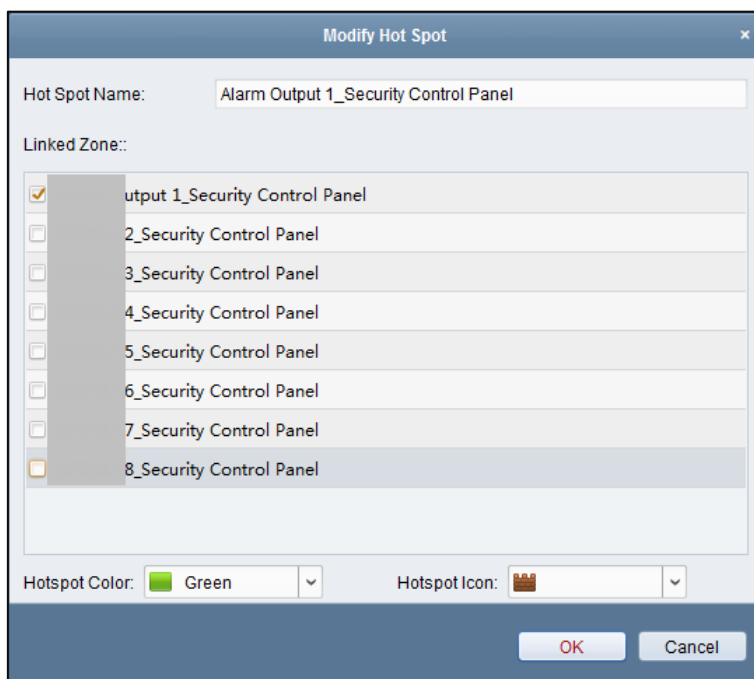 Modify Hot Spot ×
Hot Spot Name: Alarm Output 1_Security Control Panel
Linked Zone::
utput 1_Security Control Panel
2_Security Control Panel
3_Security Control Panel
4_Security Control Panel
5_Security Control Panel
6_Security Control Panel
7_Security Control Panel
8_Security Control Panel
Hotspot Color: Green Hotspot Icon:
OK Cancel